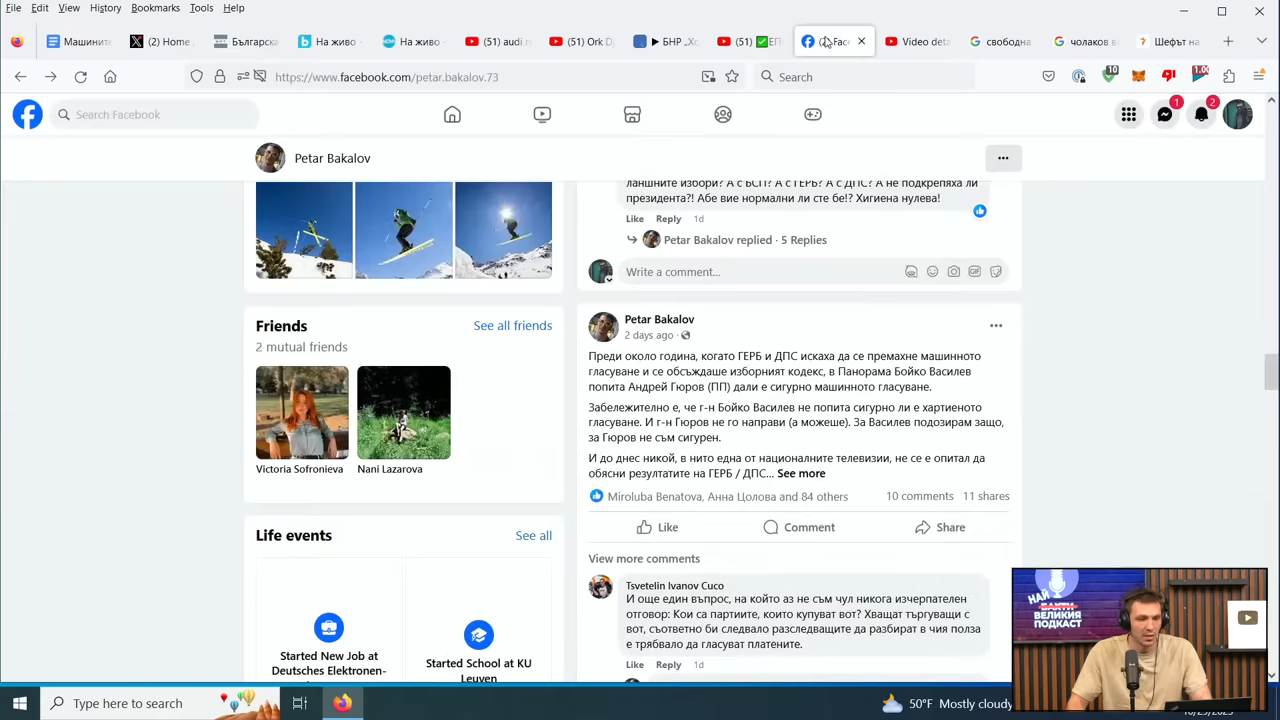 File Edit View History Bookmarks Tools Help
Машините
(2) Home
Българска
На живо
На живо
(51) audi
(51) Ork D
БНР „Хо
(51) ✅ЕП
Video deta
свободна
чолаков в
Шефът на
https://www.facebook.com/petar.bakalov.73
Search
10
1.00
Search Facebook
1
2
Petar Bakalov
ланшните избори? А с БСП? А с ГЕРБ? А с ДПС? А не подкрепяха ли
президента?! Абе вие нормални ли сте бе!? Хигиена нулева!
Like Reply 1d
Petar Bakalov replied · 5 Replies
Write a comment...
Friends
See all friends
2 mutual friends
Victoria Sofronieva
Nani Lazarova
Life events
See all
Started New Job at
Deutsches Elektronen-
Started School at KU
Leuven
Petar Bakalov
2 days ago
Преди около година, когато ГЕРБ и ДПС искаха да се премахне машинното
гласуване и се обсъждаше изборният кодекс, в Панорама Бойко Василев
попита Андрей Гюров (ПП) дали е сигурно машинното гласуване.
Забележително е, че г-н Бойко Василев не попита сигурно ли е хартиеното
гласуване. И г-н Гюров не го направи (а можеше). За Василев подозирам защо,
за Гюров не съм сигурен.
И до днес никой, в нито една от националните телевизии, не се е опитал да
обясни резултатите на ГЕРБ / ДПС... See more
Miroluba Benatova, Анна Цолова and 84 others
10 comments 11 shares
Like Comment Share
View more comments
Tsvetelin Ivanov Cuco
И още един въпрос, на който аз не съм чул никога изчерпателен
отговор: Кои са партиите, които купуват вот? Хващат търгуващи с
вот, съответно би следвало разследващите да разбират в чия полза
е трябвало да гласуват платените.
Like Reply 1d
НАЙ
ВЕЛИКИЯ
ПОДКАСТ
Type here to search
50°F Mostly cloudy